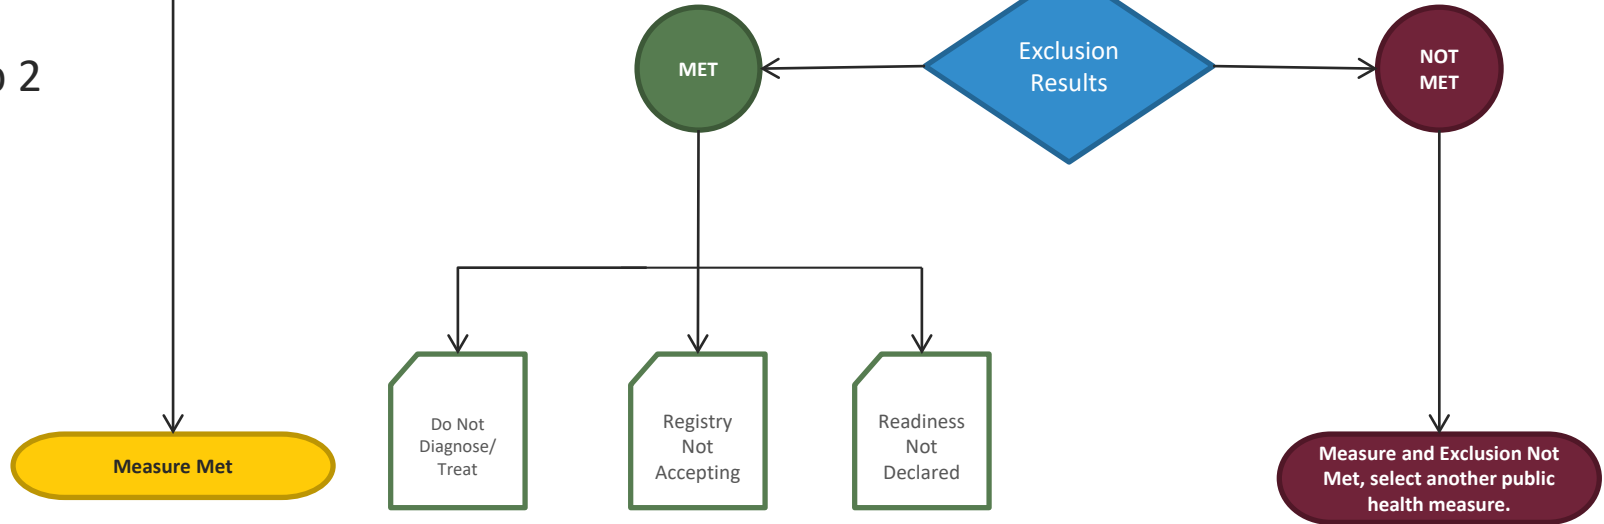 Exclusion
Results
MET
NOT
MET
2
Do Not
Diagnose/
Treat
Registry
Not
Accepting
Readiness
Not
Declared
Measure Met
Measure and Exclusion Not
Met, select another public
health measure.